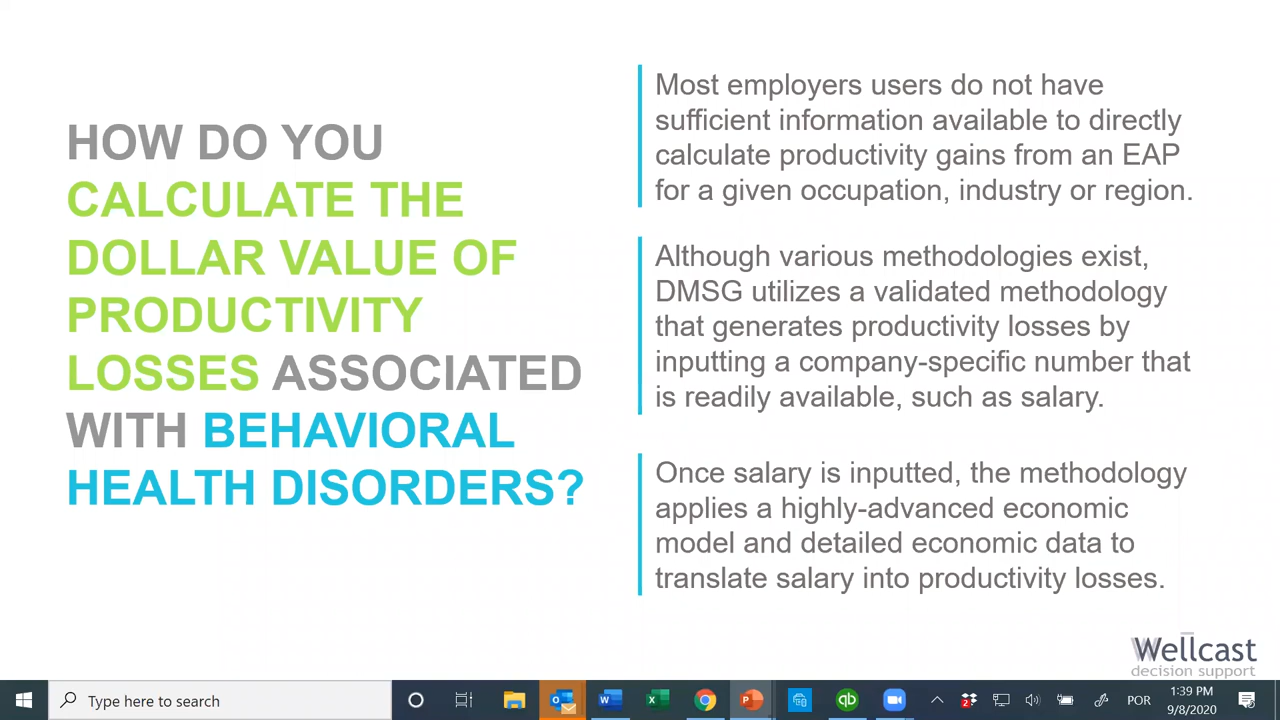 HOW DO YOU
CALCULATE THE
DOLLAR VALUE OF
PRODUCTIVITY
LOSSES ASSOCIATED
WITH BEHAVIORAL
HEALTH DISORDERS?
Most employers users do not have
sufficient information available to directly
calculate productivity gains from an EAP
for a given occupation, industry or region.
Although various methodologies exist,
DMSG utilizes a validated methodology
that generates productivity losses by
inputting a company-specific number that
is readily available, such as salary.
Once salary is inputted, the methodology
applies a highly-advanced economic
model and detailed economic data to
translate salary into productivity losses.
Wellcast
decision support
Type here to search
2
POR
1:39 PM
9/8/2020